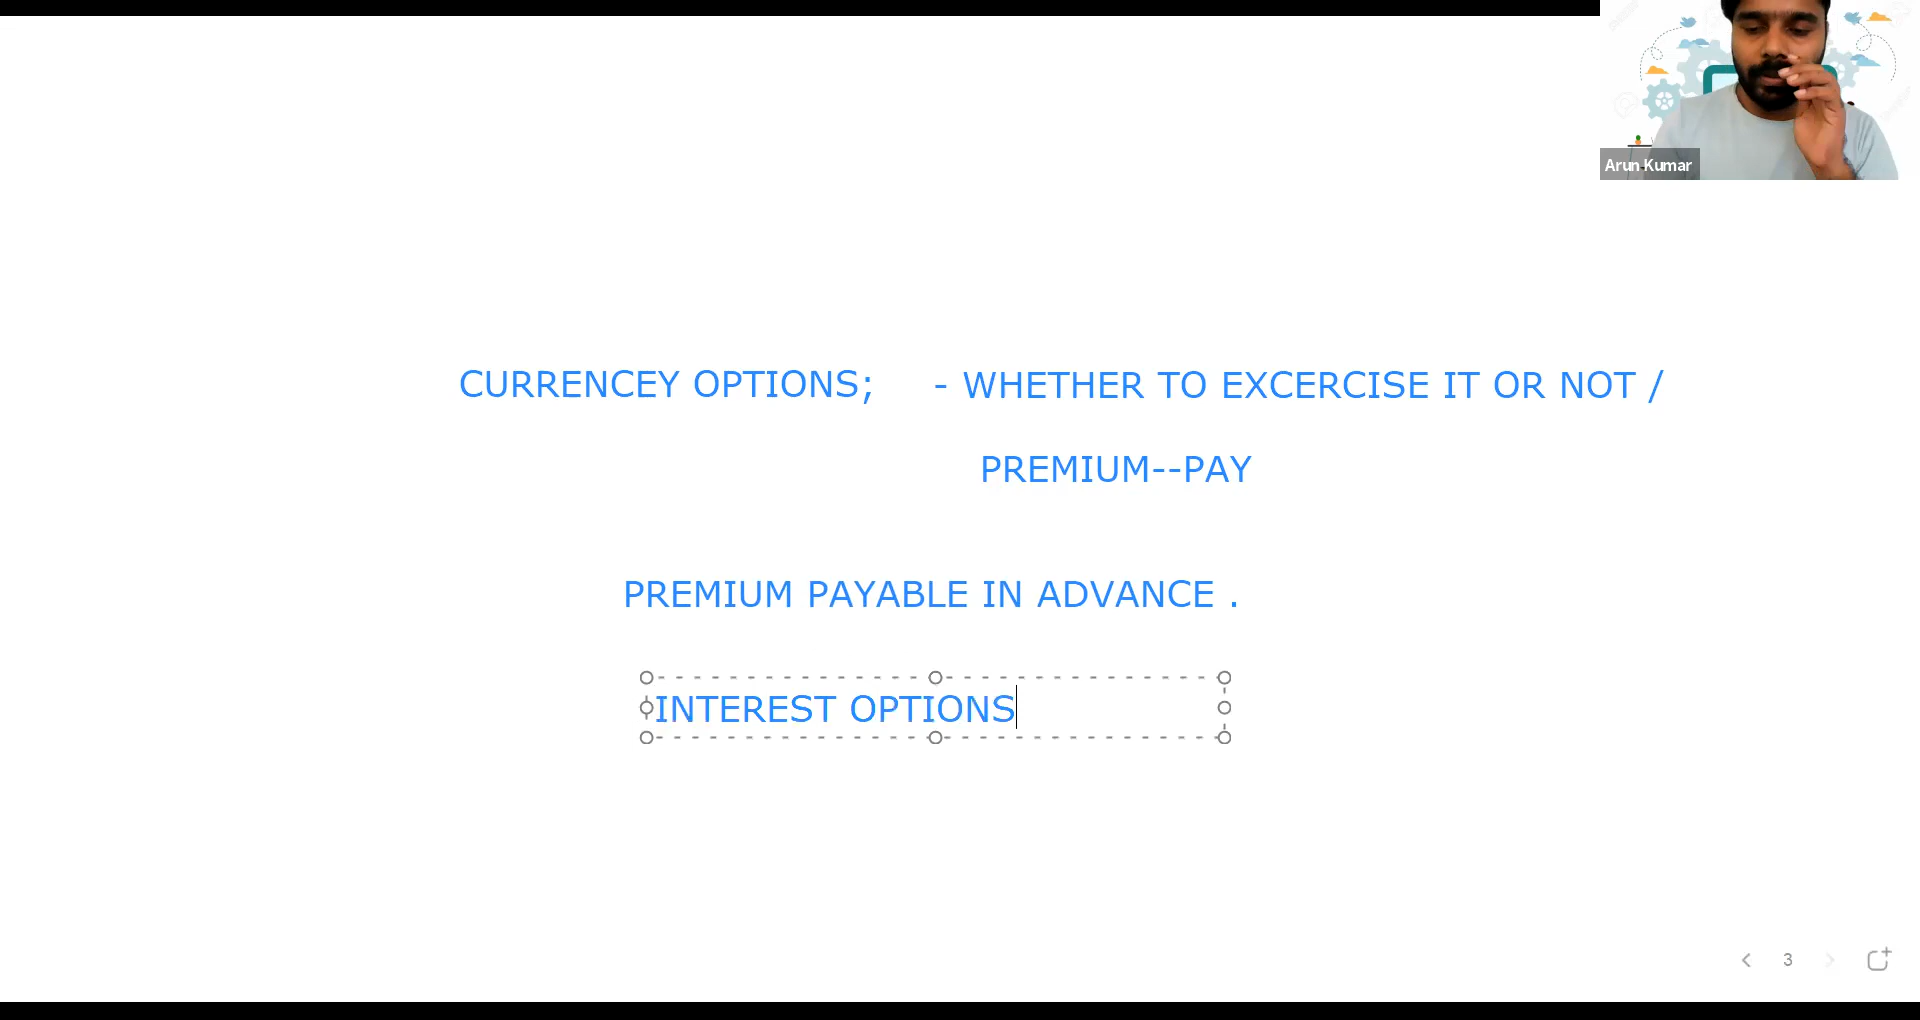 Arun Kumar
CURRENCEY OPTIONS; - WHETHER TO EXCERCISE IT OR NOT /
PREMIUM--PAY
PREMIUM PAYABLE IN ADVANCE .
INTEREST OPTIONS
3